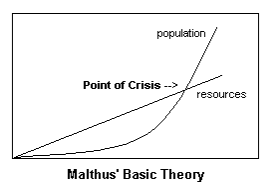 population
Point of Crisis -->
resources
Malthus' Basic Theory